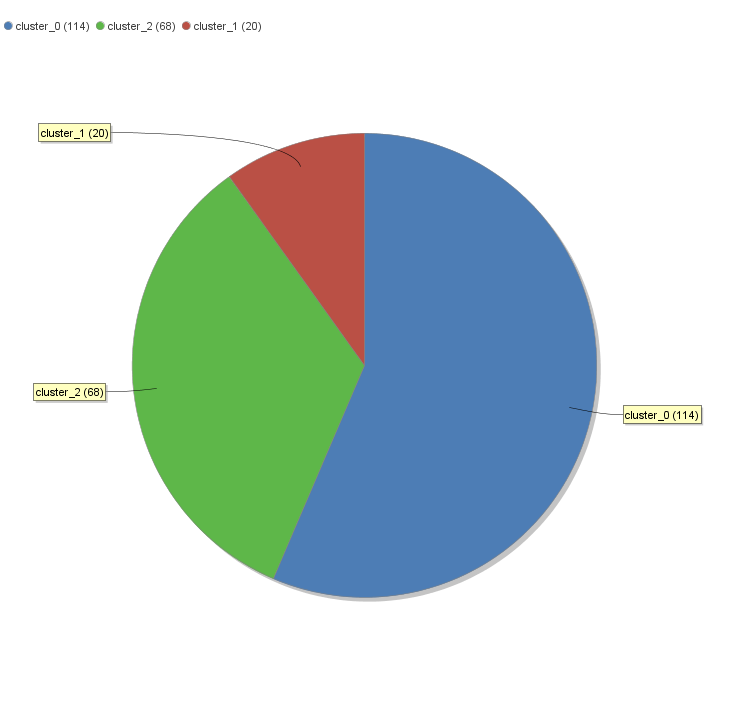 cluster_0 (114) cluster_2 (68) cluster_1 (20)
cluster_1 (20)
cluster_2 (68)
cluster_0 (114)